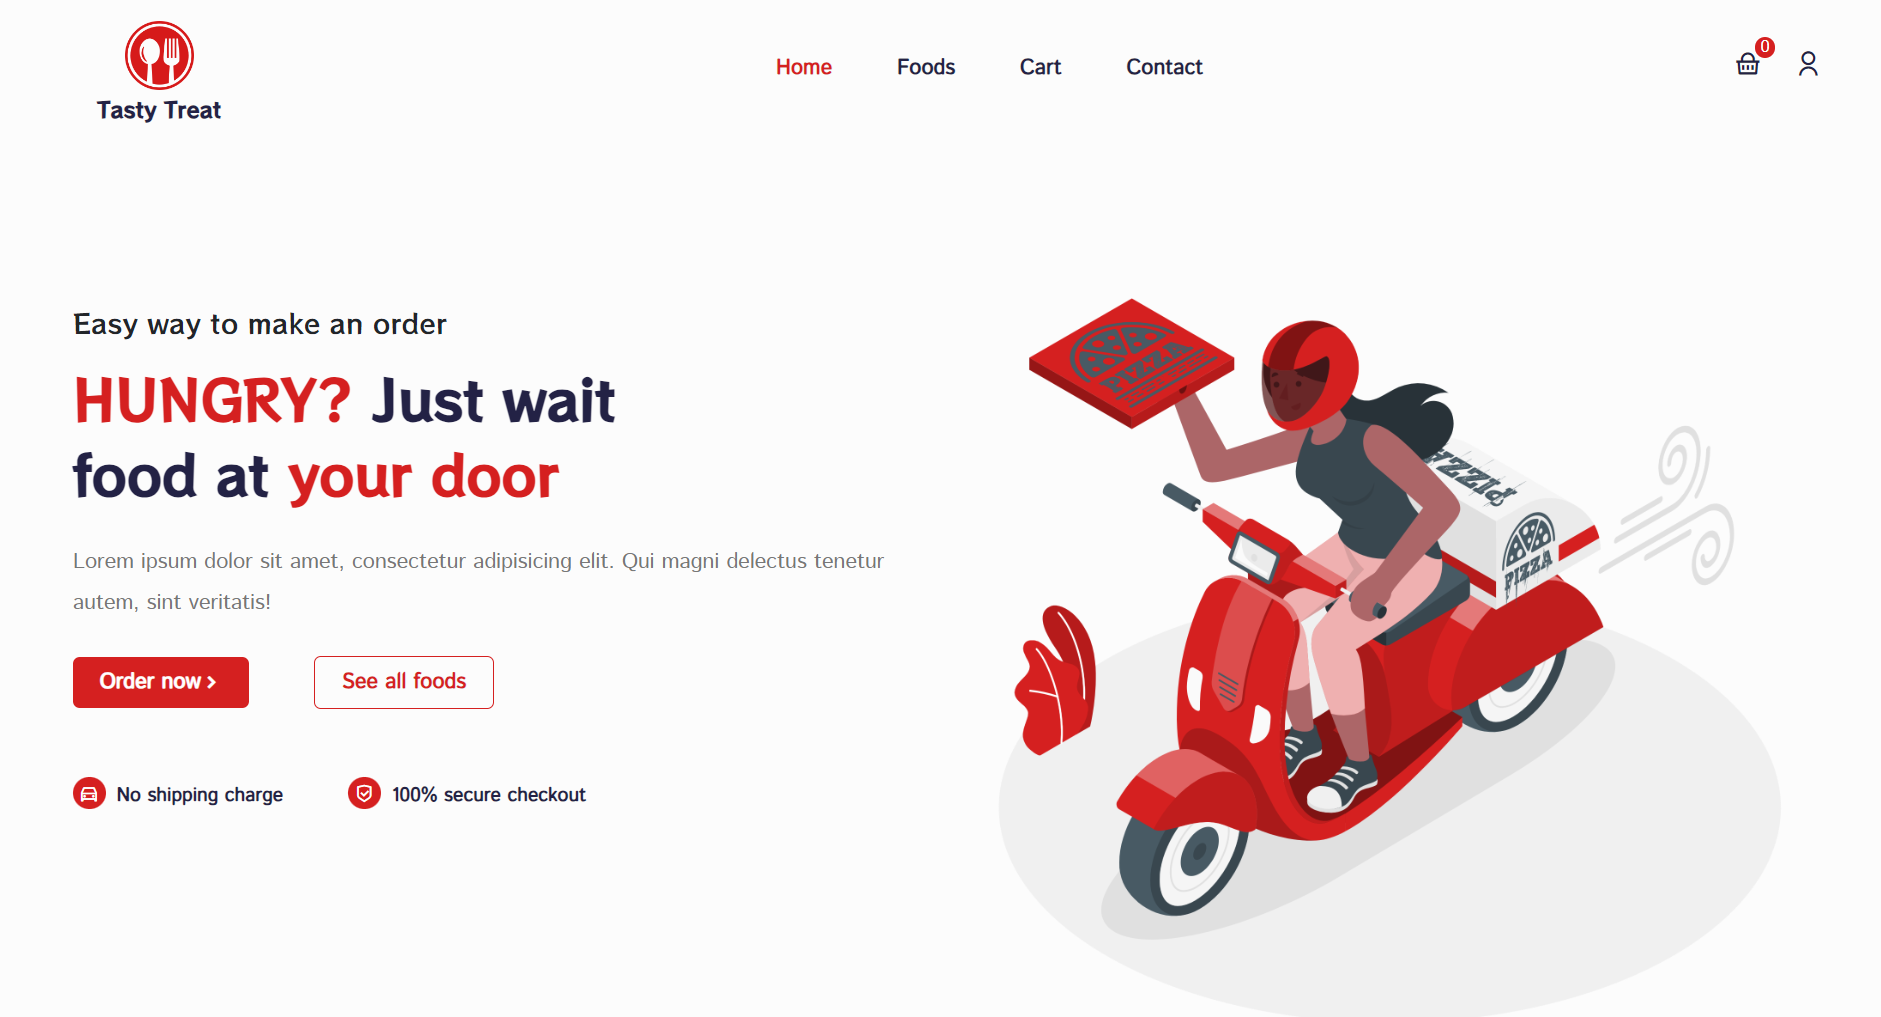 Tasty Treat
Home Foods Cart Contact
0
Easy way to make an order
HUNGRY? Just wait
food at your door
Lorem ipsum dolor sit amet, consectetur adipisicing elit. Qui magni delectus tenetur
autem, sint veritatis!
Order now
See all foods
No shipping charge
100% secure checkout
PIZZA
PIZZA
PIZZA